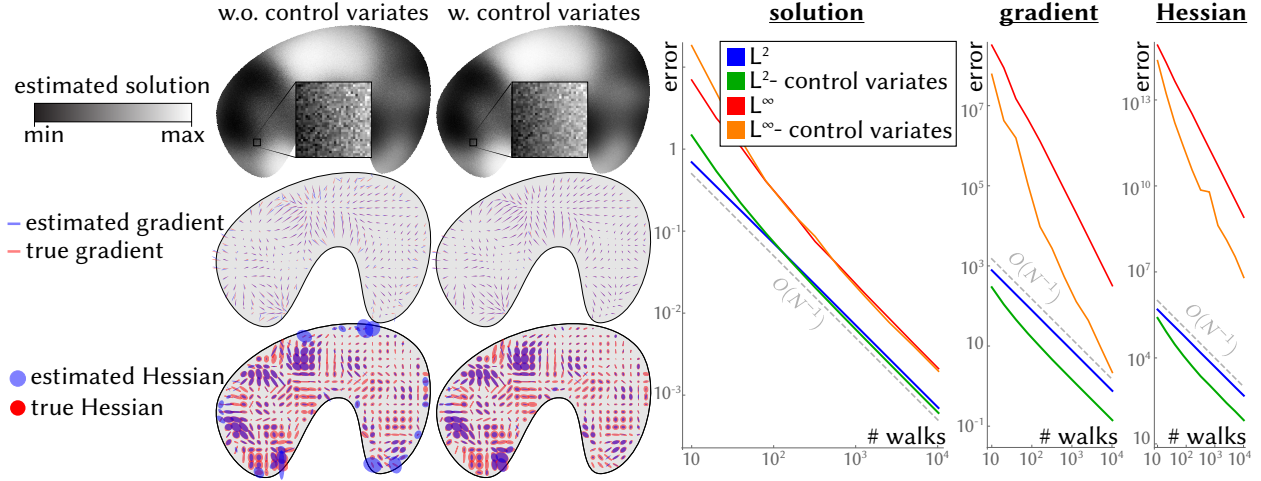 w.o. control variates
w. control variates
estimated solution
min
max
estimated gradient
true gradient
estimated Hessian
true Hessian
solution
error
L²
L²- control variates
L∞
L∞- control variates
1
10⁻¹
10⁻²
10⁻³
O(N⁻¹)
# walks
10
10²
10³
10⁴
gradient
error
10⁷
10⁵
10³
10
10⁻¹
O(N⁻¹)
# walks
10
10²
10³
10⁴
Hessian
error
10¹³
10¹⁰
10⁷
10⁴
10
O(N⁻¹)
# walks
10
10²
10³
10⁴